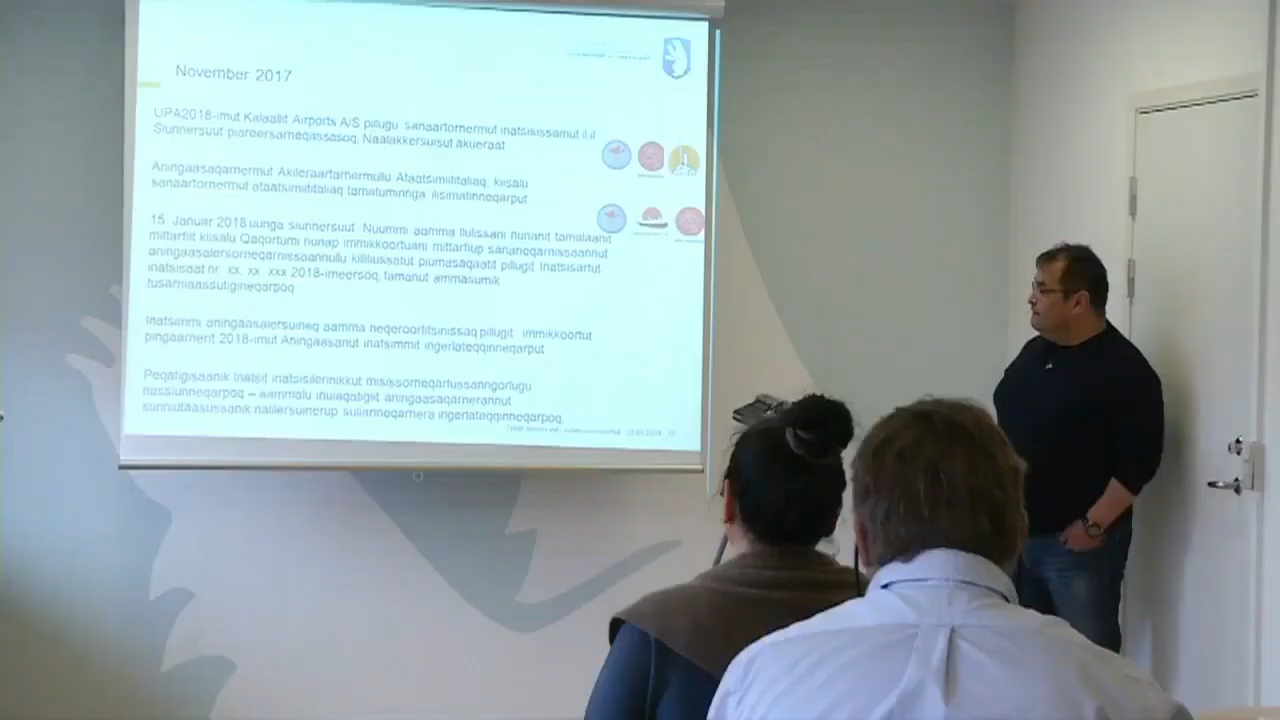 November 2017
UPA2018-imut Kalaallit Airports A/S pillugu sanaartornermut inatsisissamut il.il
Siunnersuut piareersarneqassasoq, Naalakkersuisut akueraat
Aningaasaqarnermut Akileraartarnermullu Ataatsimiititaliaq, kiisalu
sanaartornermut ataatsimiititaliaq tamatuminnga ilisimatinneqarput
15. Januar 2018 uunga siunnersuut Nuummi aamma Ilulissani nunanit tamalaanit
mittarfiit kiisalu Qaqortumi nunap immikkoortuani mittarfiup sananeqarnissaannut
aningaasalersorneqarnissaannullu killiliussatut piumasaqaatit pillugit Inatsisartut
inatsisaat nr. xx. xx. xxx 2018-imeersoq, tamanut ammasumik
tusarniaassutigineqarpoq
Inatsimmi aningaasalersuineq aamma neqeroortitsinissaq pillugit immikkoortut
pingaarnerit 2018-imut Aningaasanut inatsimmit ingerlateqqinneqarput
Peqatigisaanik Inatsit inatsisilerinikkut misissorneqartussanngorlugu
nassiunneqarpoq – aammalu inuiaqatigiit aningaasaqarnerannut
sunniutaasussanik nalilersuinerup suliarineqarnera ingerlateqqinneqarpoq.